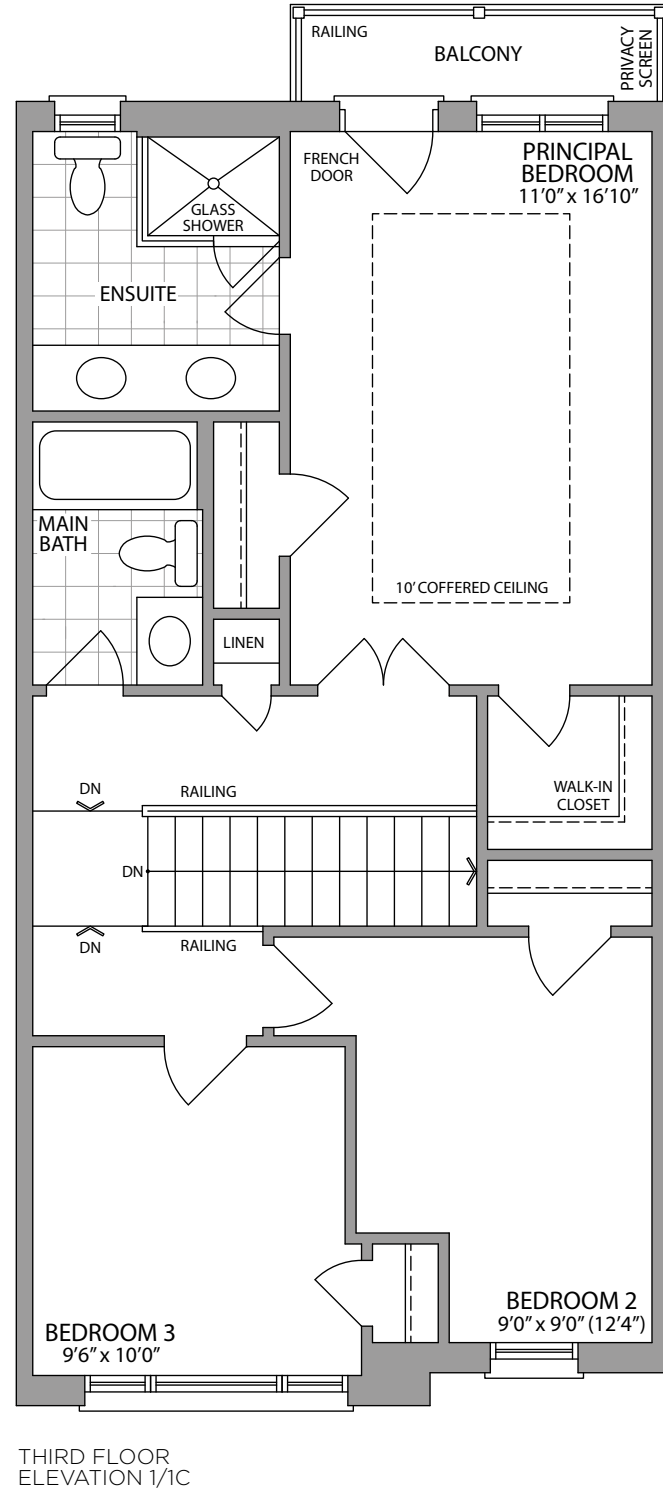 RAILING
BALCONY
PRIVACY
SCREEN
FRENCH
DOOR
PRINCIPAL
BEDROOM
11'0" x 16'10"
GLASS
SHOWER
ENSUITE
MAIN
BATH
10' COFFERED CEILING
LINEN
DN
RAILING
WALK-IN
CLOSET
DN
DN
RAILING
BEDROOM 2
9'0" x 9'0" (12'4")
BEDROOM 3
9'6" x 10'0"
THIRD FLOOR
ELEVATION 1/1C